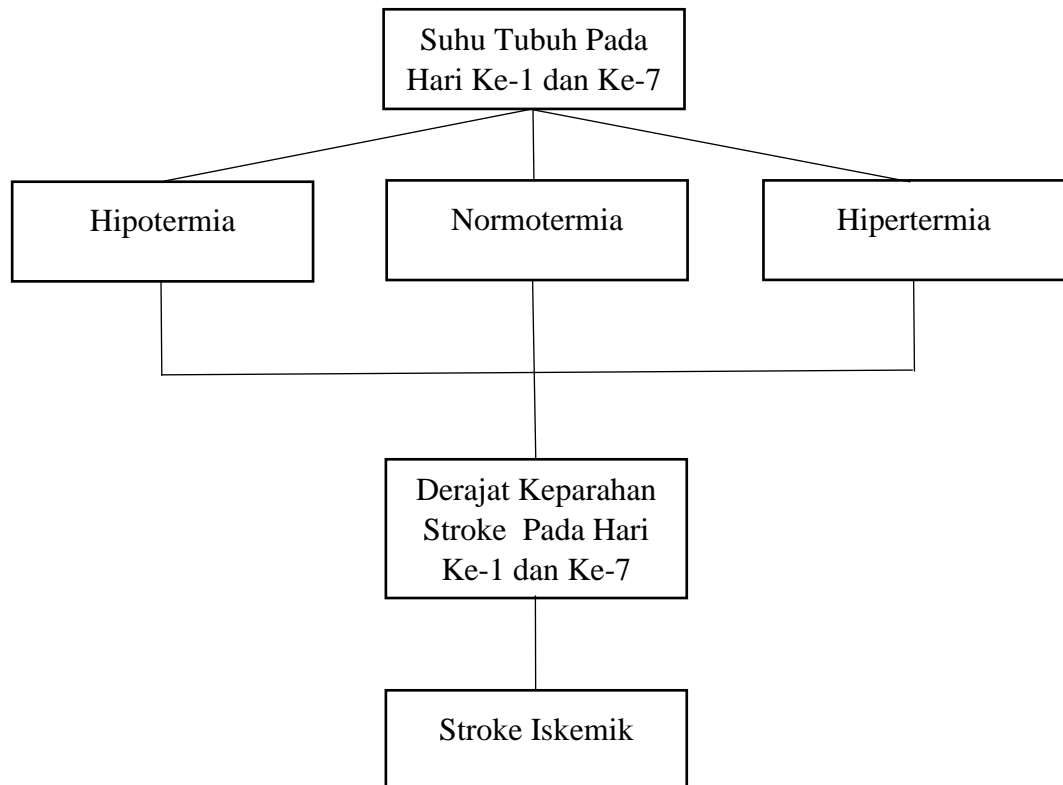 Suhu Tubuh Pada
Hari Ke-1 dan Ke-7
Hipotermia
Normotermia
Hipertermia
Derajat Keparahan
Stroke  Pada Hari
Ke-1 dan Ke-7
Stroke Iskemik